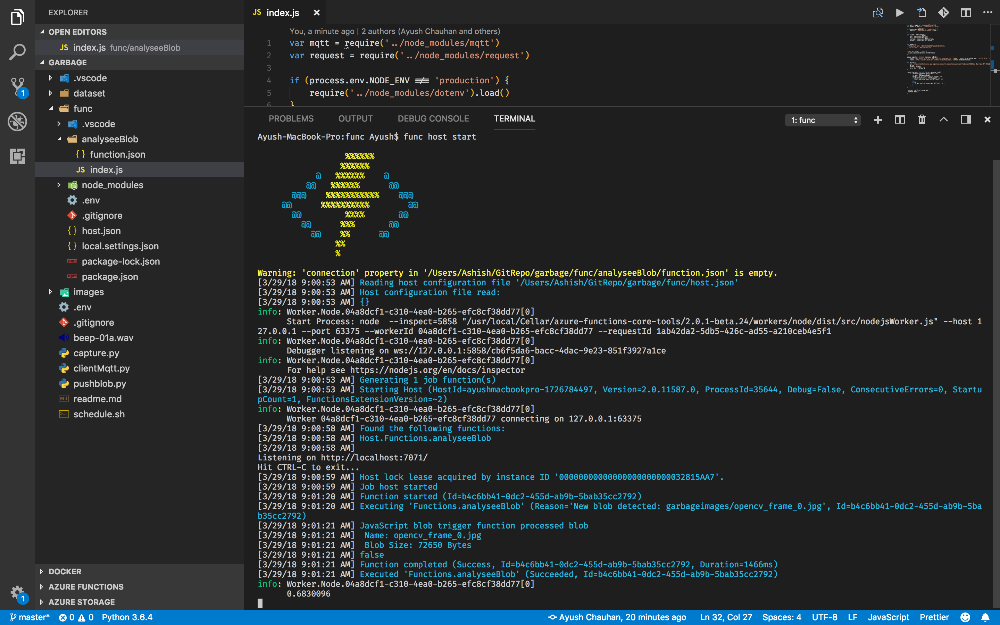 EXPLORER
OPEN EDITORS
JS index.js func/analyseeBlob
GARBAGE
.vscode
dataset
func
.vscode
analyseeBlob
{ } function.json
JS index.js
node_modules
.env
.gitignore
{ } host.json
{ } local.settings.json
package-lock.json
package.json
images
.env
.gitignore
beep-01a.wav
capture.py
clientMqtt.py
pushblob.py
readme.md
schedule.sh
DOCKER
AZURE FUNCTIONS
AZURE STORAGE
1
1
JS index.js
You, a minute ago | 2 authors (Ayush Chauhan and others)
1 var mqtt = require('../node_modules/mqtt')
2 var request = require('../node_modules/request')
3
4 if (process.env.NODE_ENV !== 'production') {
5 require('../node_modules/dotenv').load()
6 }
PROBLEMS OUTPUT DEBUG CONSOLE TERMINAL 1: func
Ayush-MacBook-Pro:func Ayush$ func host start
%%%%%%
%%%%%%
@ %%%%%% @
@@ %%%%%% @@
@@@ %%%%%%%%%%% @@@
@@ %%%%%%%%%% @@
@@ %%%% @@
@@ %%% @@
@@ %% @@
%%
%
Warning: 'connection' property in '/Users/Ashish/GitRepo/garbage/func/analyseeBlob/function.json' is empty.
[3/29/18 9:00:53 AM] Reading host configuration file '/Users/Ashish/GitRepo/garbage/func/host.json'
[3/29/18 9:00:53 AM] Host configuration file read:
[3/29/18 9:00:53 AM] {}
info: Worker.Node.04a8dcf1-c310-4ea0-b265-efc8cf38dd77[0]
Start Process: node --inspect=5858 "/usr/local/Cellar/azure-functions-core-tools/2.0.1-beta.24/workers/node/dist/src/nodejsWorker.js" --host 1
27.0.0.1 --port 63375 --workerId 04a8dcf1-c310-4ea0-b265-efc8cf38dd77 --requestId 1ab42da2-5db5-426c-ad55-a210ceb4e5f1
info: Worker.Node.04a8dcf1-c310-4ea0-b265-efc8cf38dd77[0]
Debugger listening on ws://127.0.0.1:5858/cb6f5da6-bacc-4dac-9e23-851f3927a1ce
info: Worker.Node.04a8dcf1-c310-4ea0-b265-efc8cf38dd77[0]
For help see https://nodejs.org/en/docs/inspector
[3/29/18 9:00:53 AM] Generating 1 job function(s)
[3/29/18 9:00:53 AM] Starting Host (HostId=ayushmacbookpro-1726784497, Version=2.0.11587.0, ProcessId=35644, Debug=False, ConsecutiveErrors=0, Startu
pCount=1, FunctionsExtensionVersion=~2)
info: Worker.Node.04a8dcf1-c310-4ea0-b265-efc8cf38dd77[0]
Worker 04a8dcf1-c310-4ea0-b265-efc8cf38dd77 connecting on 127.0.0.1:63375
[3/29/18 9:00:58 AM] Found the following functions:
[3/29/18 9:00:58 AM] Host.Functions.analyseeBlob
[3/29/18 9:00:58 AM]
Listening on http://localhost:7071/
Hit CTRL-C to exit...
[3/29/18 9:00:59 AM] Host lock lease acquired by instance ID '00000000000000000000000032815AA7'.
[3/29/18 9:00:59 AM] Job host started
[3/29/18 9:01:20 AM] Function started (Id=b4c6bb41-0dc2-455d-ab9b-5bab35cc2792)
[3/29/18 9:01:20 AM] Executing 'Functions.analyseeBlob' (Reason='New blob detected: garbageimages/opencv_frame_0.jpg', Id=b4c6bb41-0dc2-455d-ab9b-5ba
b35cc2792)
[3/29/18 9:01:21 AM] JavaScript blob trigger function processed blob
[3/29/18 9:01:21 AM] Name: opencv_frame_0.jpg
[3/29/18 9:01:21 AM] Blob Size: 72650 Bytes
[3/29/18 9:01:21 AM] false
[3/29/18 9:01:21 AM] Function completed (Success, Id=b4c6bb41-0dc2-455d-ab9b-5bab35cc2792, Duration=1466ms)
[3/29/18 9:01:21 AM] Executed 'Functions.analyseeBlob' (Succeeded, Id=b4c6bb41-0dc2-455d-ab9b-5bab35cc2792)
info: Worker.Node.04a8dcf1-c310-4ea0-b265-efc8cf38dd77[0]
0.6830096
master* 0 0 Python 3.6.4 Ayush Chauhan, 20 minutes ago Ln 32, Col 27 Spaces: 4 UTF-8 LF JavaScript Prettier